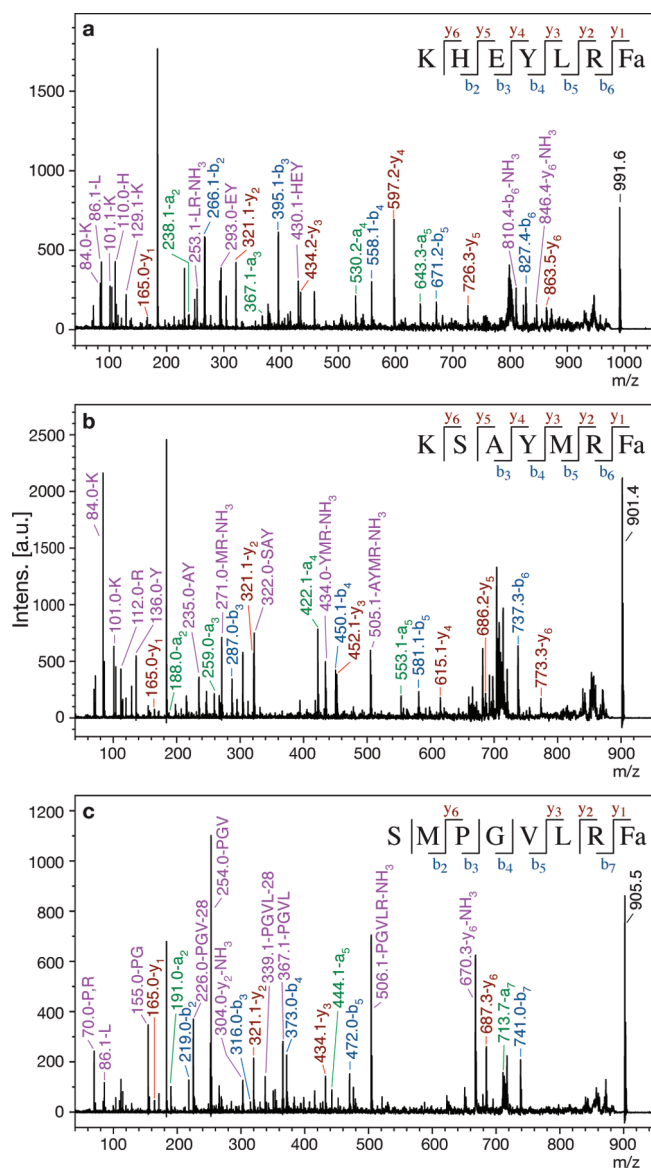 a
y6 y5 y4 y3 y2 y1
K H E Y L R Fa
b2 b3 b4 b5 b6
1500
1000
500
0
84.0-K
86.1-L
101.1-K
110.0-H
129.1-K
165.0-y1
238.1-a2
253.1-LR-NH3
266.1-b2
293.0-EY
321.1-y2
367.1-a3
395.1-b3
430.1-HEY
434.2-y3
530.2-a4
558.1-b4
597.2-y4
643.3-a5
671.2-b5
726.3-y5
810.4-b6-NH3
827.4-b6
846.4-y6-NH3
863.5-y6
991.6
100 200 300 400 500 600 700 800 900 1000
m/z
b
y6 y5 y4 y3 y2 y1
K S A Y M R Fa
b3 b4 b5 b6
Intens. [a.u.]
2500
2000
1500
1000
500
0
84.0-K
101.0-K
112.0-R
136.0-Y
165.0-y1
188.0-a2
235.0-AY
259.0-a3
271.0-MR-NH3
287.0-b3
321.1-y2
322.0-SAY
422.1-a4
434.0-YMR-NH3
450.1-b4
452.1-y3
505.1-AYMR-NH3
553.1-a5
581.1-b5
615.1-y4
686.2-y5
737.3-b6
773.3-y6
901.4
100 200 300 400 500 600 700 800 900
m/z
c
y6 y3 y2 y1
S M P G V L R Fa
b2 b3 b4 b5 b7
1200
1000
800
600
400
200
0
70.0-P,R
86.1-L
155.0-PG
165.0-y1
191.0-a2
219.0-b2
226.0-PGV-28
254.0-PGV
304.0-y2-NH3
316.0-b3
321.1-y2
339.1-PGVL-28
367.1-PGVL
373.0-b4
434.1-y3
444.1-a5
472.0-b5
506.1-PGVLR-NH3
670.3-y6-NH3
687.3-y6
713.7-a7
741.0-b7
905.5
100 200 300 400 500 600 700 800 900
m/z